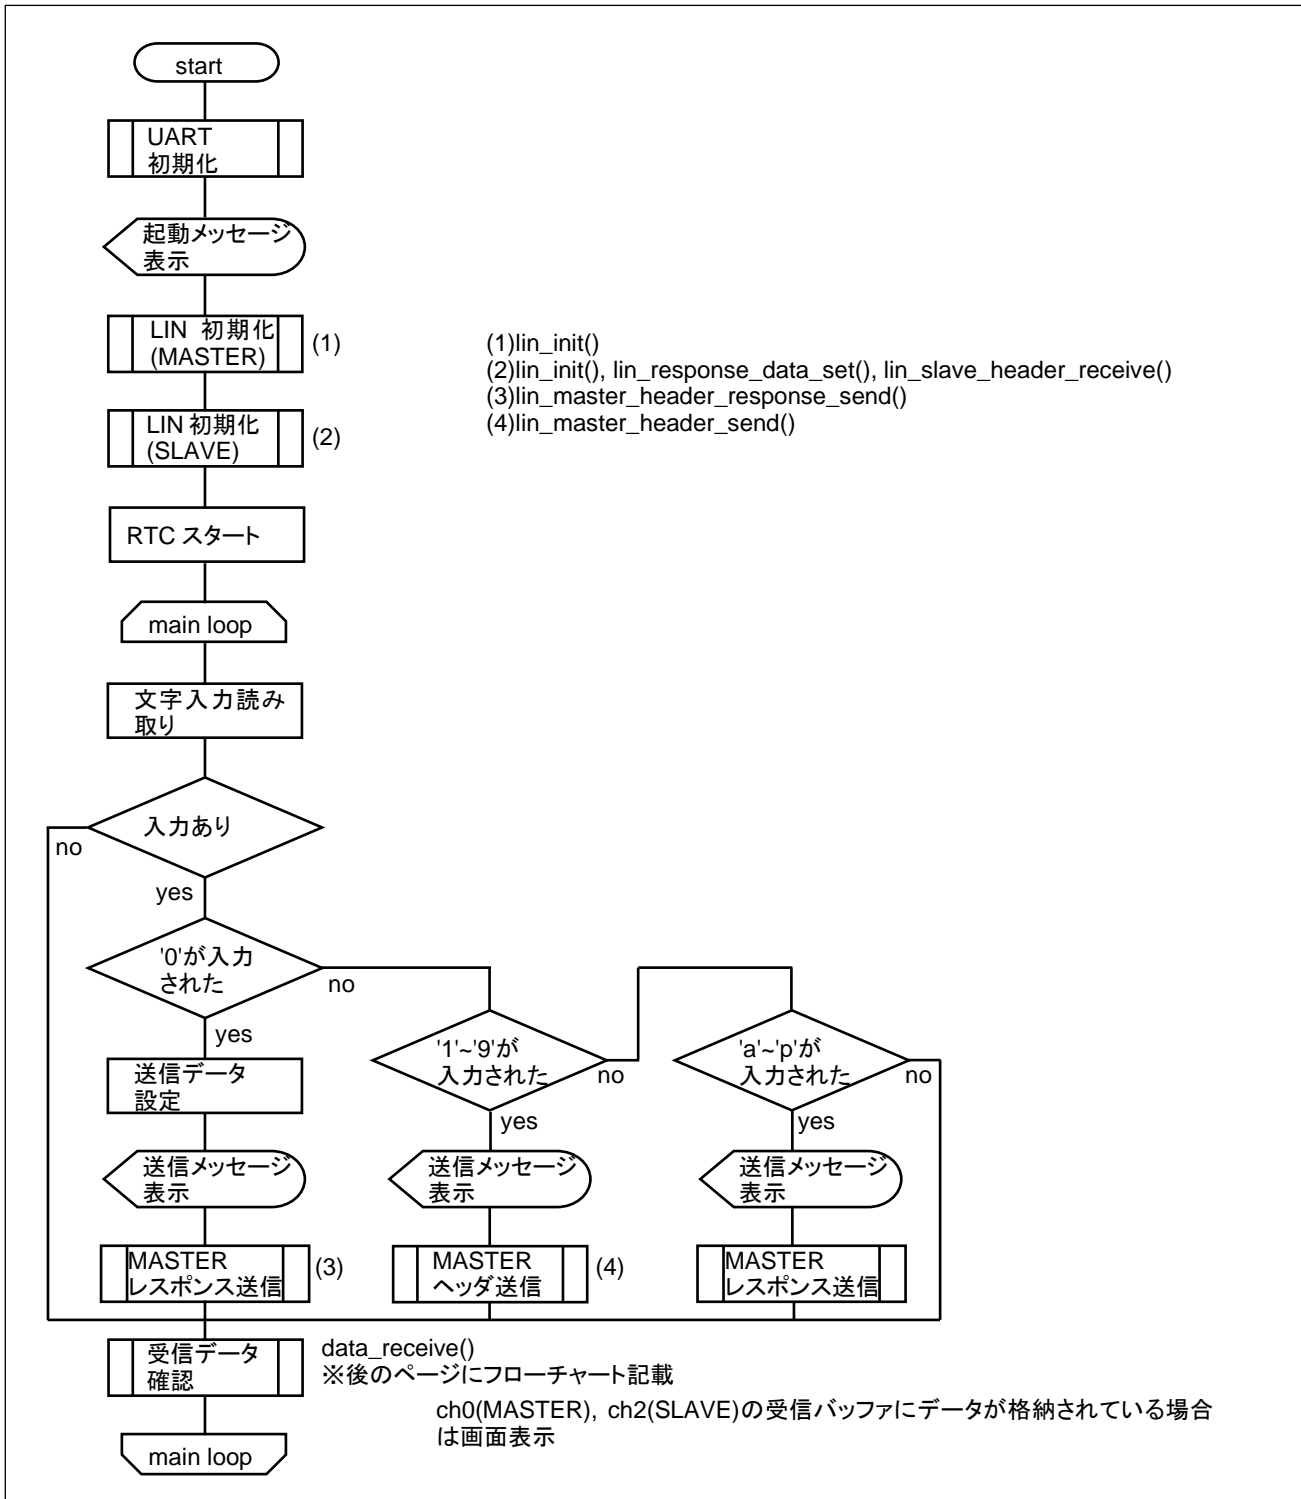 start
UART
初期化
起動メッセージ
表示
LIN 初期化
(MASTER)
(1)
(1)lin_init()
(2)lin_init(), lin_response_data_set(), lin_slave_header_receive()
(3)lin_master_header_response_send()
(4)lin_master_header_send()
LIN 初期化
(SLAVE)
(2)
RTC スタート
main loop
文字入力読み
取り
入力あり
no
yes
'0'が入力
された
no
yes
'1'~'9'が
入力された
no
yes
'a'~'p'が
入力された
no
yes
送信データ
設定
送信メッセージ
表示
送信メッセージ
表示
送信メッセージ
表示
MASTER
レスポンス送信
(3)
MASTER
ヘッダ送信
(4)
MASTER
レスポンス送信
受信データ
確認
data_receive()
※後のページにフローチャート記載
ch0(MASTER), ch2(SLAVE)の受信バッファにデータが格納されている場合
は画面表示
main loop